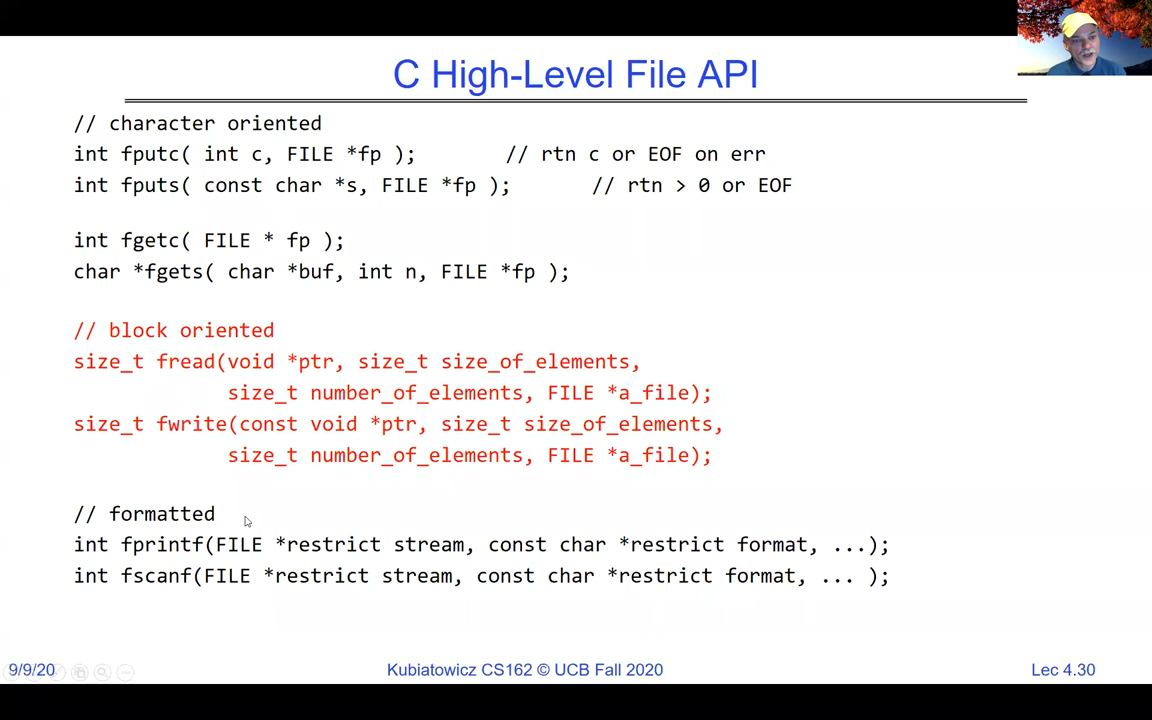 C High-Level File API
// character oriented
int fputc( int c, FILE *fp ); // rtn c or EOF on err
int fputs( const char *s, FILE *fp ); // rtn > 0 or EOF
int fgetc( FILE * fp );
char *fgets( char *buf, int n, FILE *fp );
// block oriented
size_t fread(void *ptr, size_t size_of_elements,
size_t number_of_elements, FILE *a_file);
size_t fwrite(const void *ptr, size_t size_of_elements,
size_t number_of_elements, FILE *a_file);
// formatted
int fprintf(FILE *restrict stream, const char *restrict format, ...);
int fscanf(FILE *restrict stream, const char *restrict format, ... );
9/9/20 Kubiatowicz CS162 © UCB Fall 2020 Lec 4.30